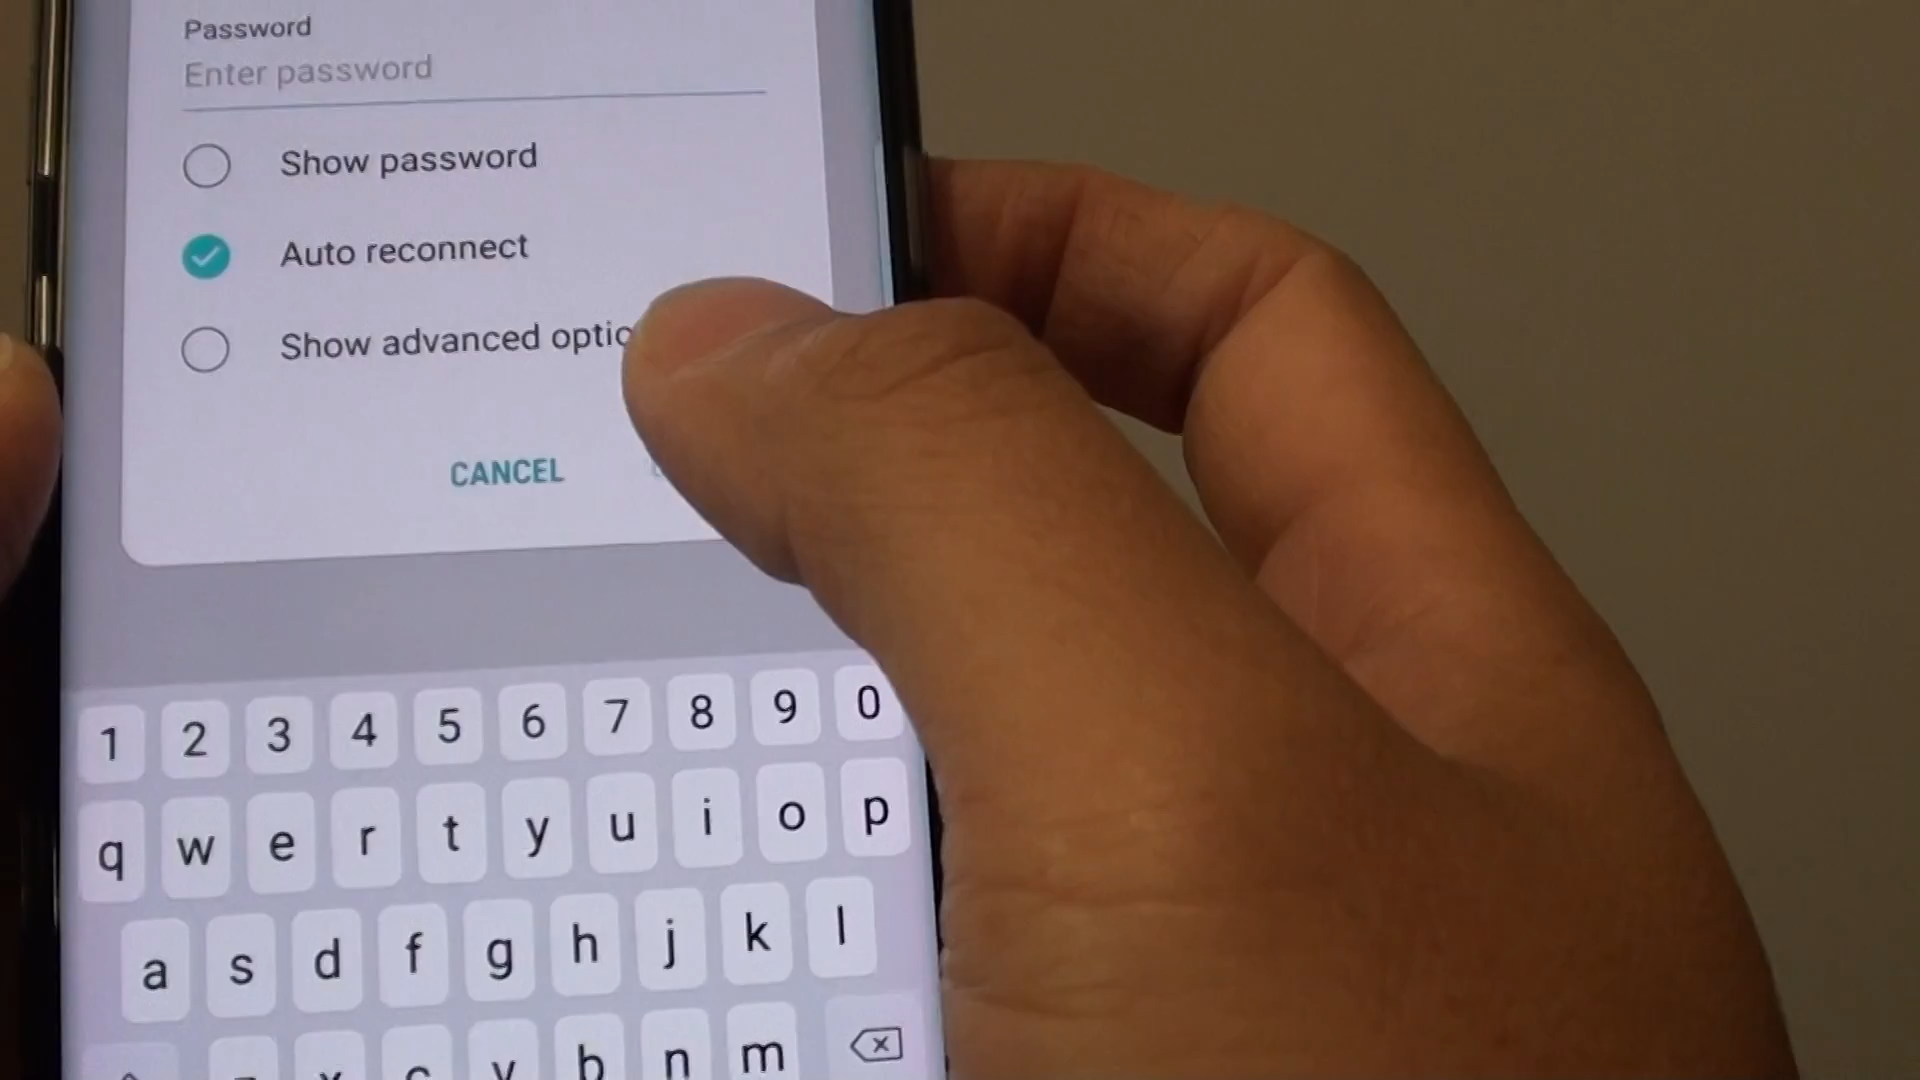 Password
Enter password
Show password
Auto reconnect
Show advanced optio
CANCEL
1 2 3 4 5 6 7 8 9 0
q w e r t y u i o p
a s d f g h j k l
x c v b n m